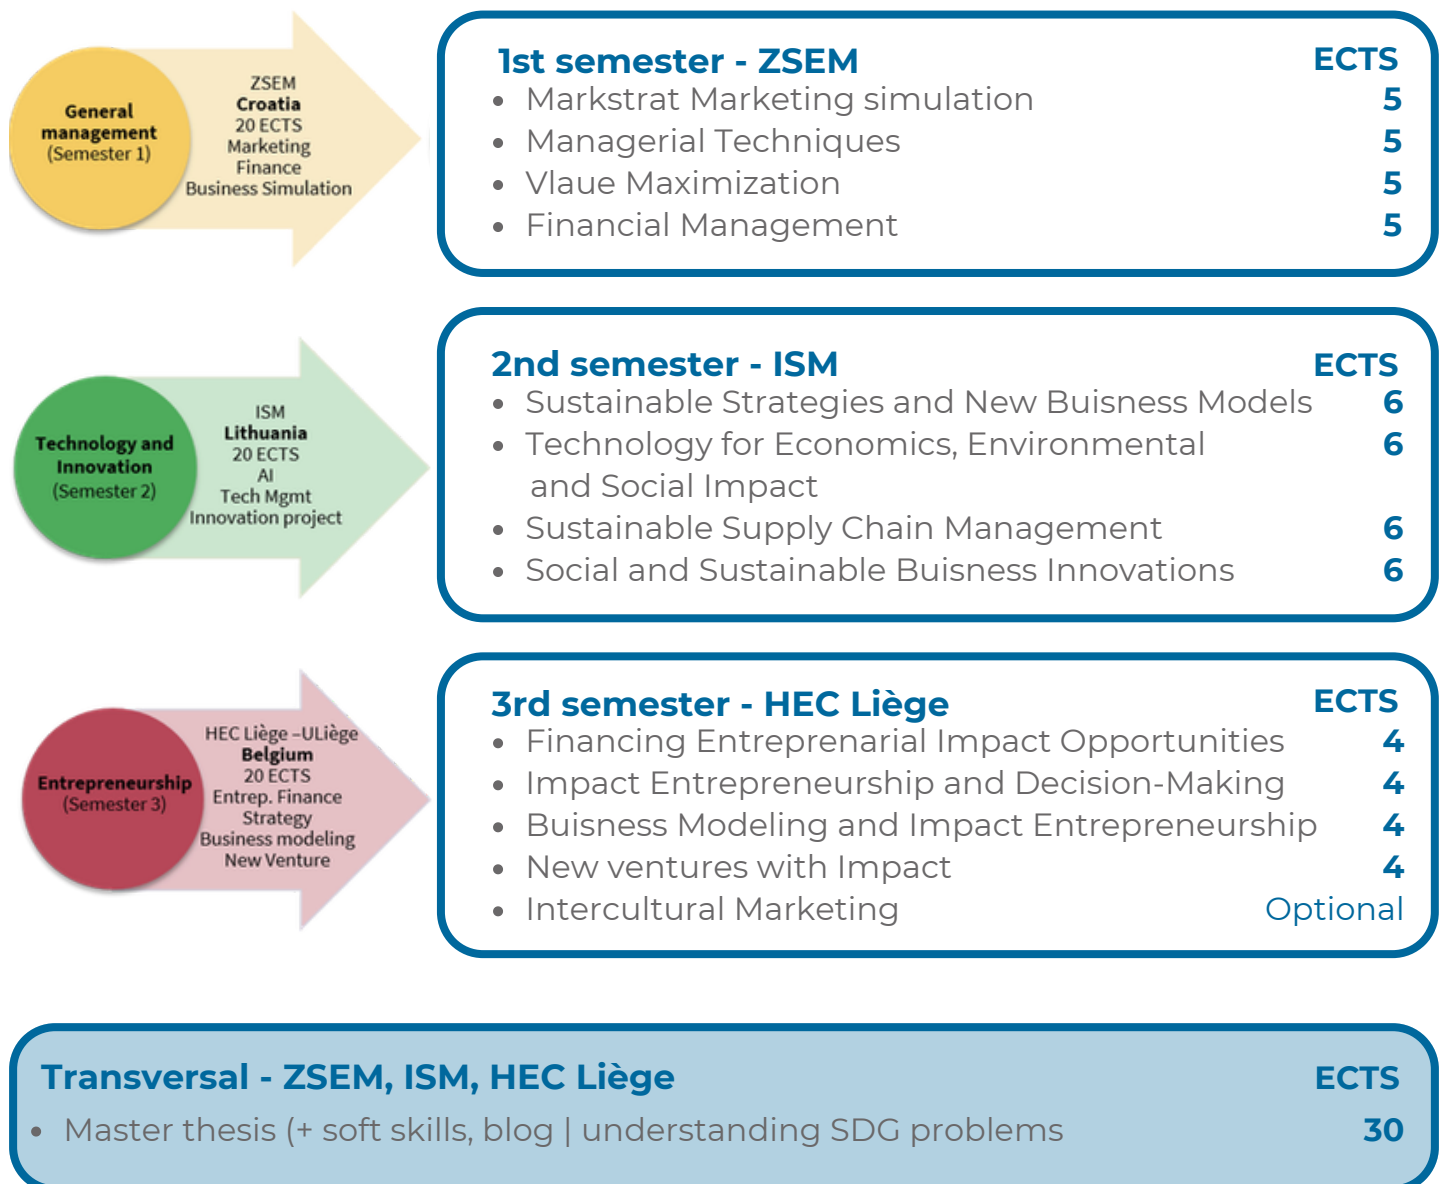 General
management
(Semester 1)
ZSEM
Croatia
20 ECTS
Marketing
Finance
Business Simulation
1st semester - ZSEM ECTS
• Markstrat Marketing simulation 5
• Managerial Techniques 5
• Vlaue Maximization 5
• Financial Management 5
Technology and
Innovation
(Semester 2)
ISM
Lithuania
20 ECTS
AI
Tech Mgmt
Innovation project
2nd semester - ISM ECTS
• Sustainable Strategies and New Buisness Models 6
• Technology for Economics, Environmental 6
and Social Impact
• Sustainable Supply Chain Management 6
• Social and Sustainable Buisness Innovations 6
Entrepreneurship
(Semester 3)
HEC Liège –ULiège
Belgium
20 ECTS
Entrep. Finance
Strategy
Business modeling
New Venture
3rd semester - HEC Liège ECTS
• Financing Entreprenarial Impact Opportunities 4
• Impact Entrepreneurship and Decision-Making 4
• Buisness Modeling and Impact Entrepreneurship 4
• New ventures with Impact 4
• Intercultural Marketing Optional
Transversal - ZSEM, ISM, HEC Liège ECTS
• Master thesis (+ soft skills, blog | understanding SDG problems 30